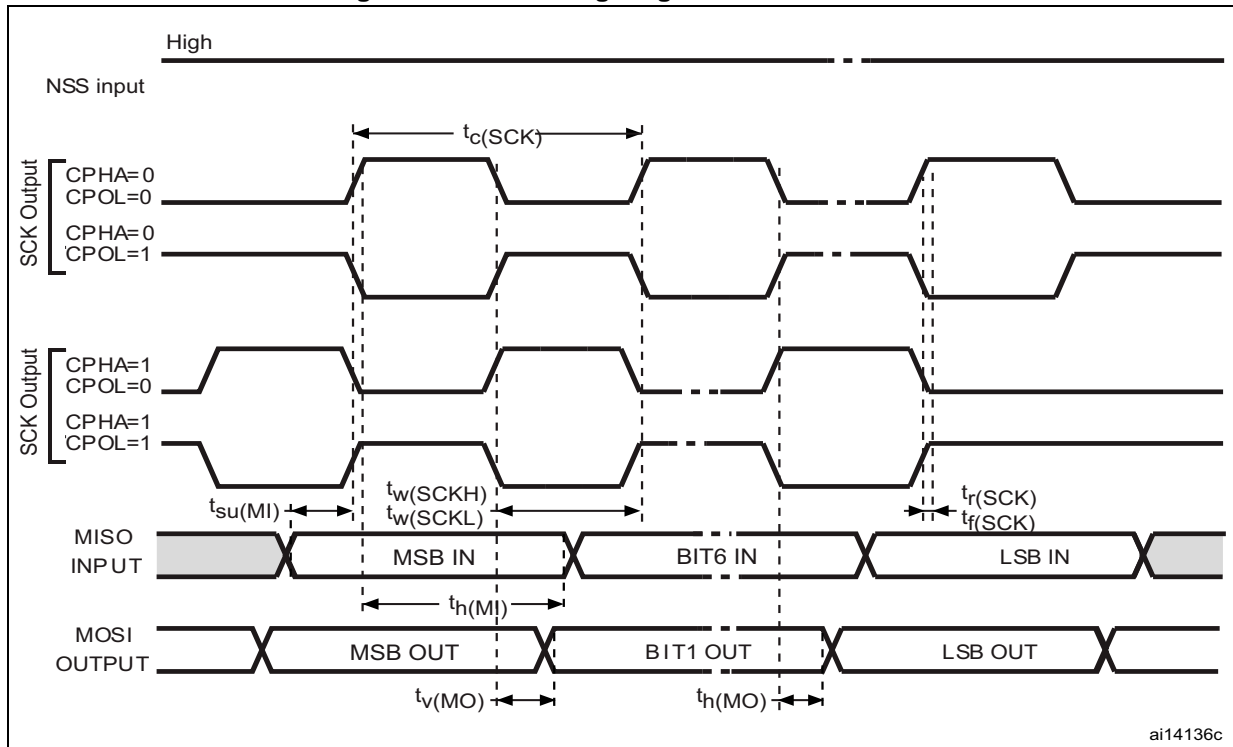 High
NSS input
tc(SCK)
SCK Output
CPHA=0
CPOL=0
CPHA=0
CPOL=1
SCK Output
CPHA=1
CPOL=0
CPHA=1
CPOL=1
tsu(MI)
tw(SCKH)
tw(SCKL)
tr(SCK)
tf(SCK)
MISO
INPUT
MSB IN
BIT6 IN
LSB IN
th(MI)
MOSI
OUTPUT
MSB OUT
BIT1 OUT
LSB OUT
tv(MO)
th(MO)
ai14136c